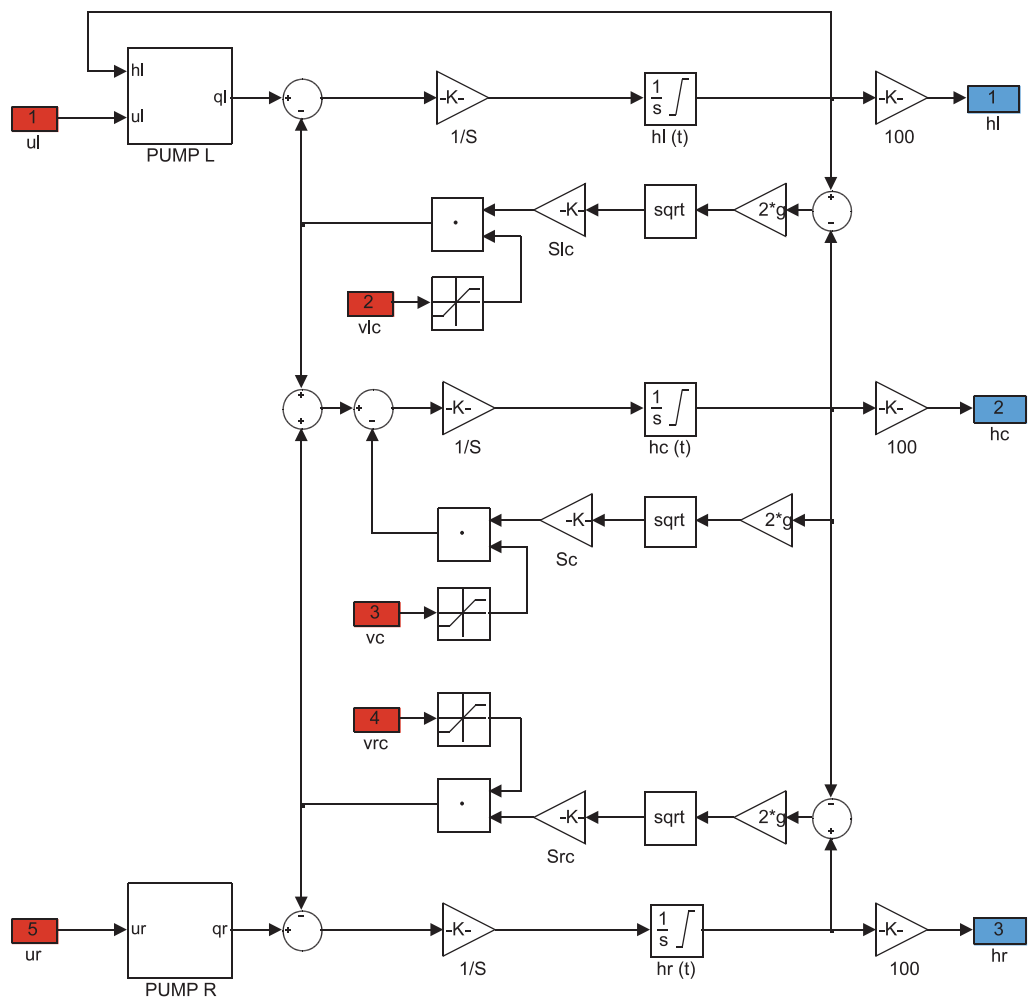 hl
ul
ql
PUMP L
1
ul
+
-
-K-
1/S
1
s
hl (t)
-K-
100
1
hl
.
-K-
Slc
sqrt
2*g
+
-
2
vlc
+
+
+
-
-K-
1/S
1
s
hc (t)
-K-
100
2
hc
.
-K-
Sc
sqrt
2*g
3
vc
4
vrc
.
-K-
Src
sqrt
2*g
-
+
5
ur
ur
qr
PUMP R
-
+
-K-
1/S
1
s
hr (t)
-K-
100
3
hr